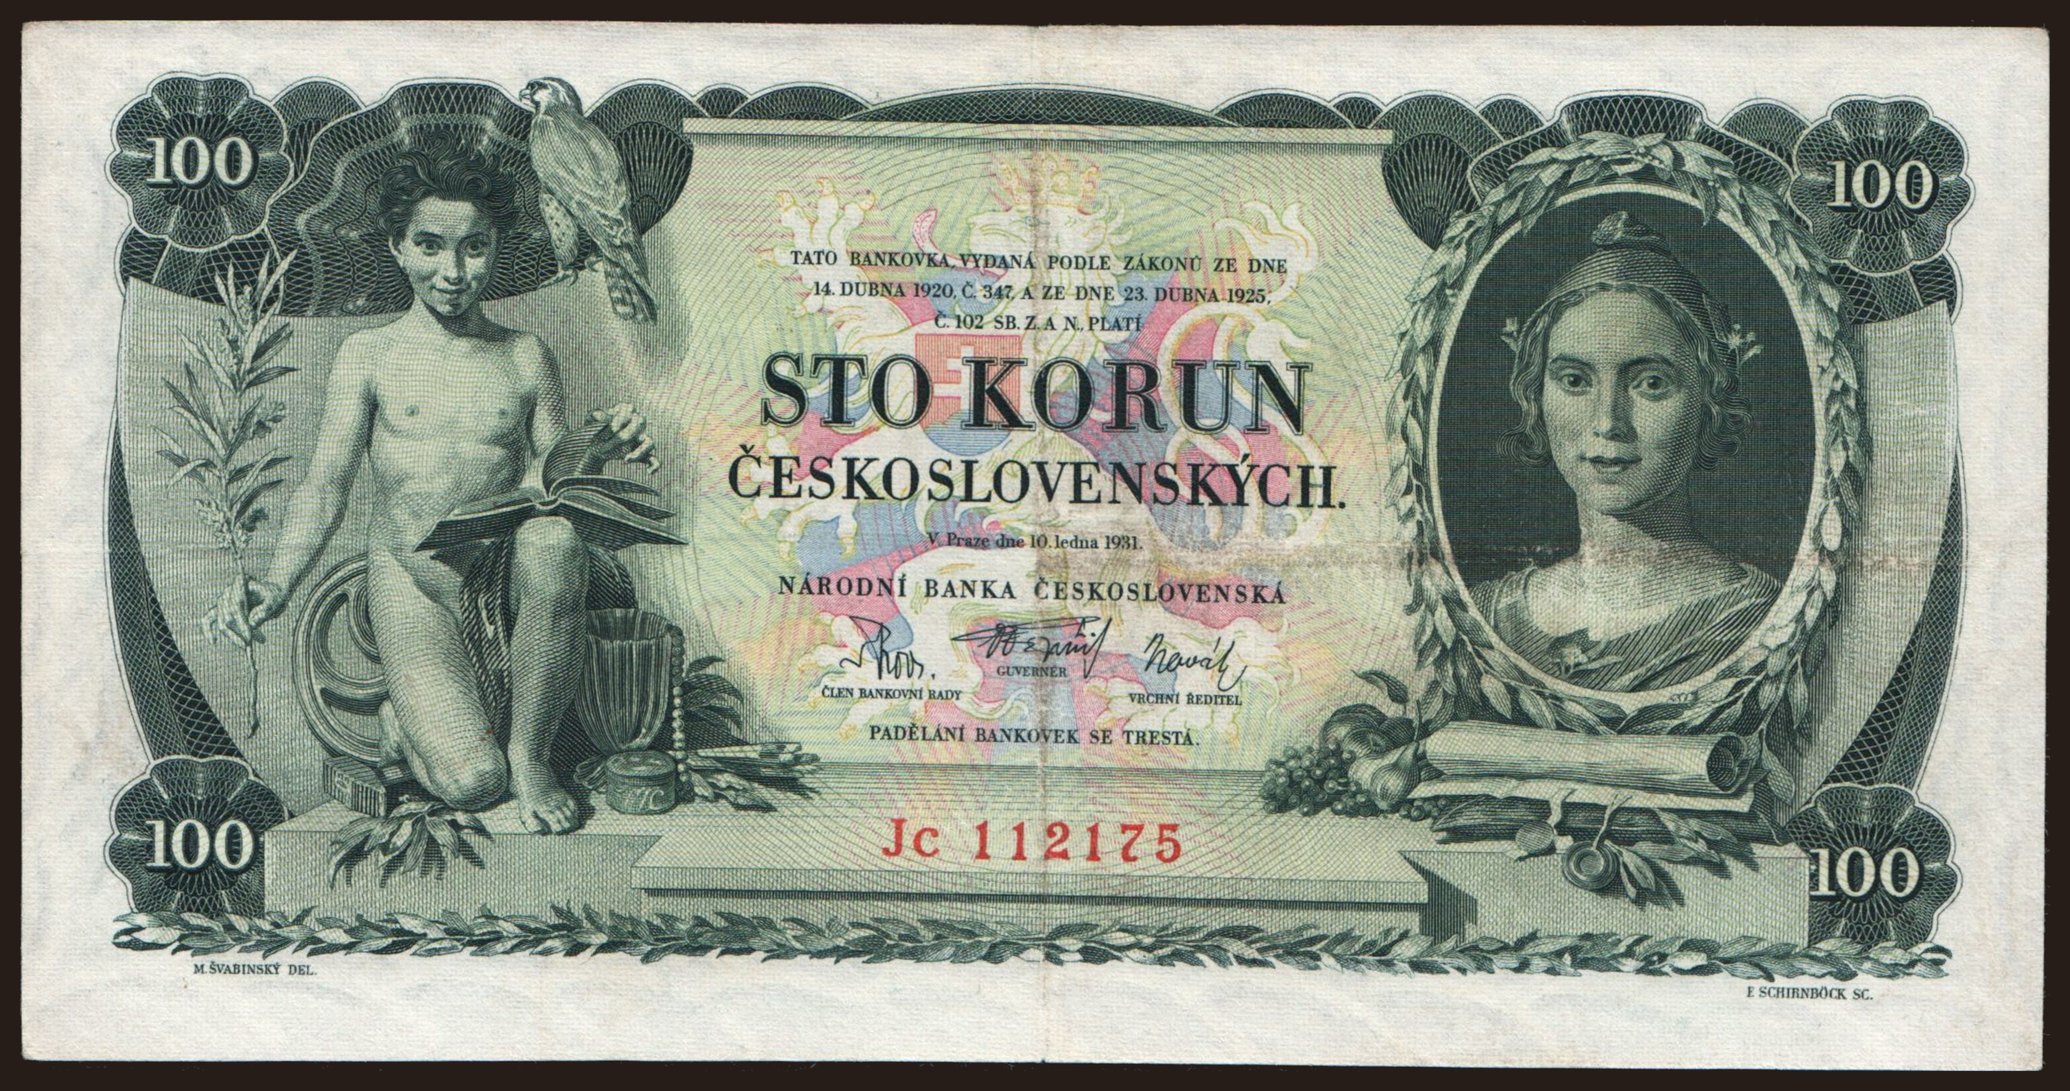 100
100
TATO BANKOVKA, VYDANÁ PODLE ZÁKONŮ ZE DNE
14. DUBNA 1920, Č. 347, A ZE DNE 23. DUBNA 1925,
Č. 102 SB. Z. A N., PLATÍ
STO KORUN
ČESKOSLOVENSKÝCH.
V Praze dne 10. ledna 1931.
NÁRODNÍ BANKA ČESKOSLOVENSKÁ
Novák
GUVERNÉR
ČLEN BANKOVNÍ RADY
VRCHNÍ ŘEDITEL
PADĚLÁNÍ BANKOVEK SE TRESTÁ.
Jc 112175
100
100
M. ŠVABINSKÝ DEL.
F. SCHIRNBÖCK SC.